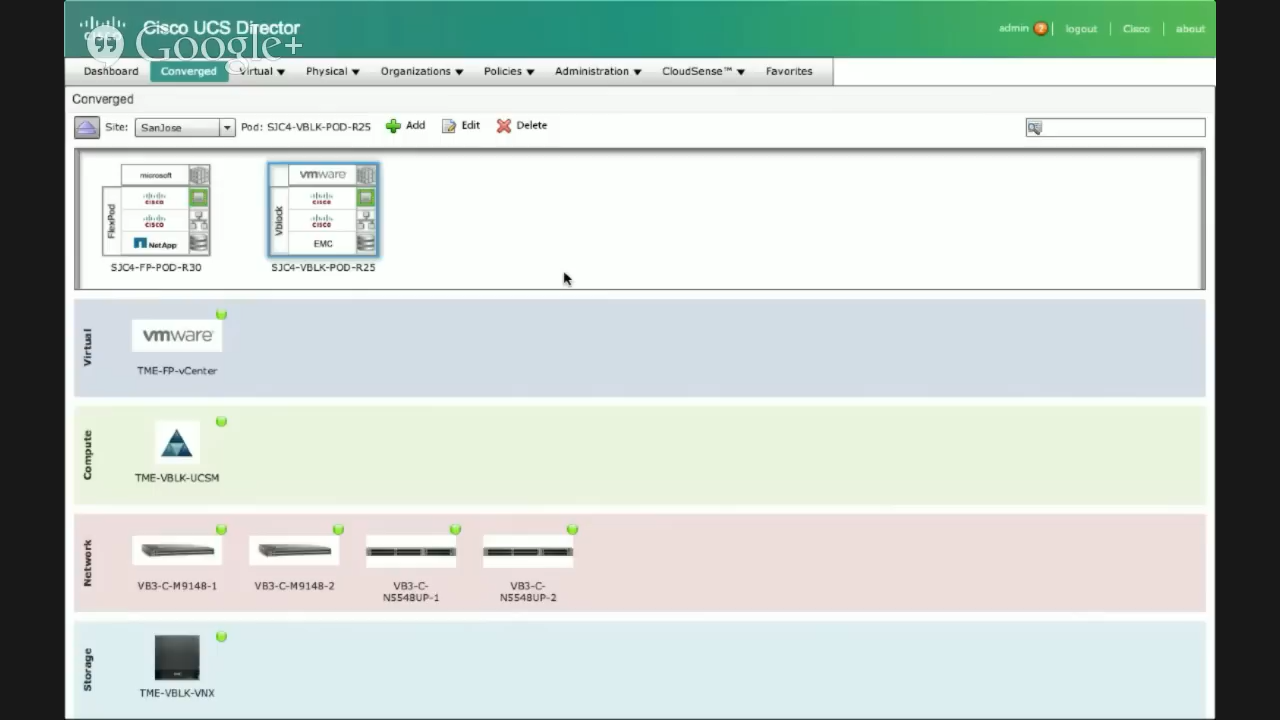 Cisco UCS Director
Google+
admin ? | logout | Cisco | about
Dashboard Converged Virtual Physical Organizations Policies Administration CloudSense™ Favorites
Converged
Site: SanJose Pod: SJC4-VBLK-POD-R25 Add Edit Delete
microsoft
FlexPod
cisco
cisco
NetApp
SJC4-FP-POD-R30
vmware
Vblock
cisco
cisco
EMC
SJC4-VBLK-POD-R25
Virtual
vmware
TME-FP-vCenter
Compute
TME-VBLK-UCSM
Network
VB3-C-M9148-1
VB3-C-M9148-2
VB3-C-
N5548UP-1
VB3-C-
N5548UP-2
Storage
TME-VBLK-VNX